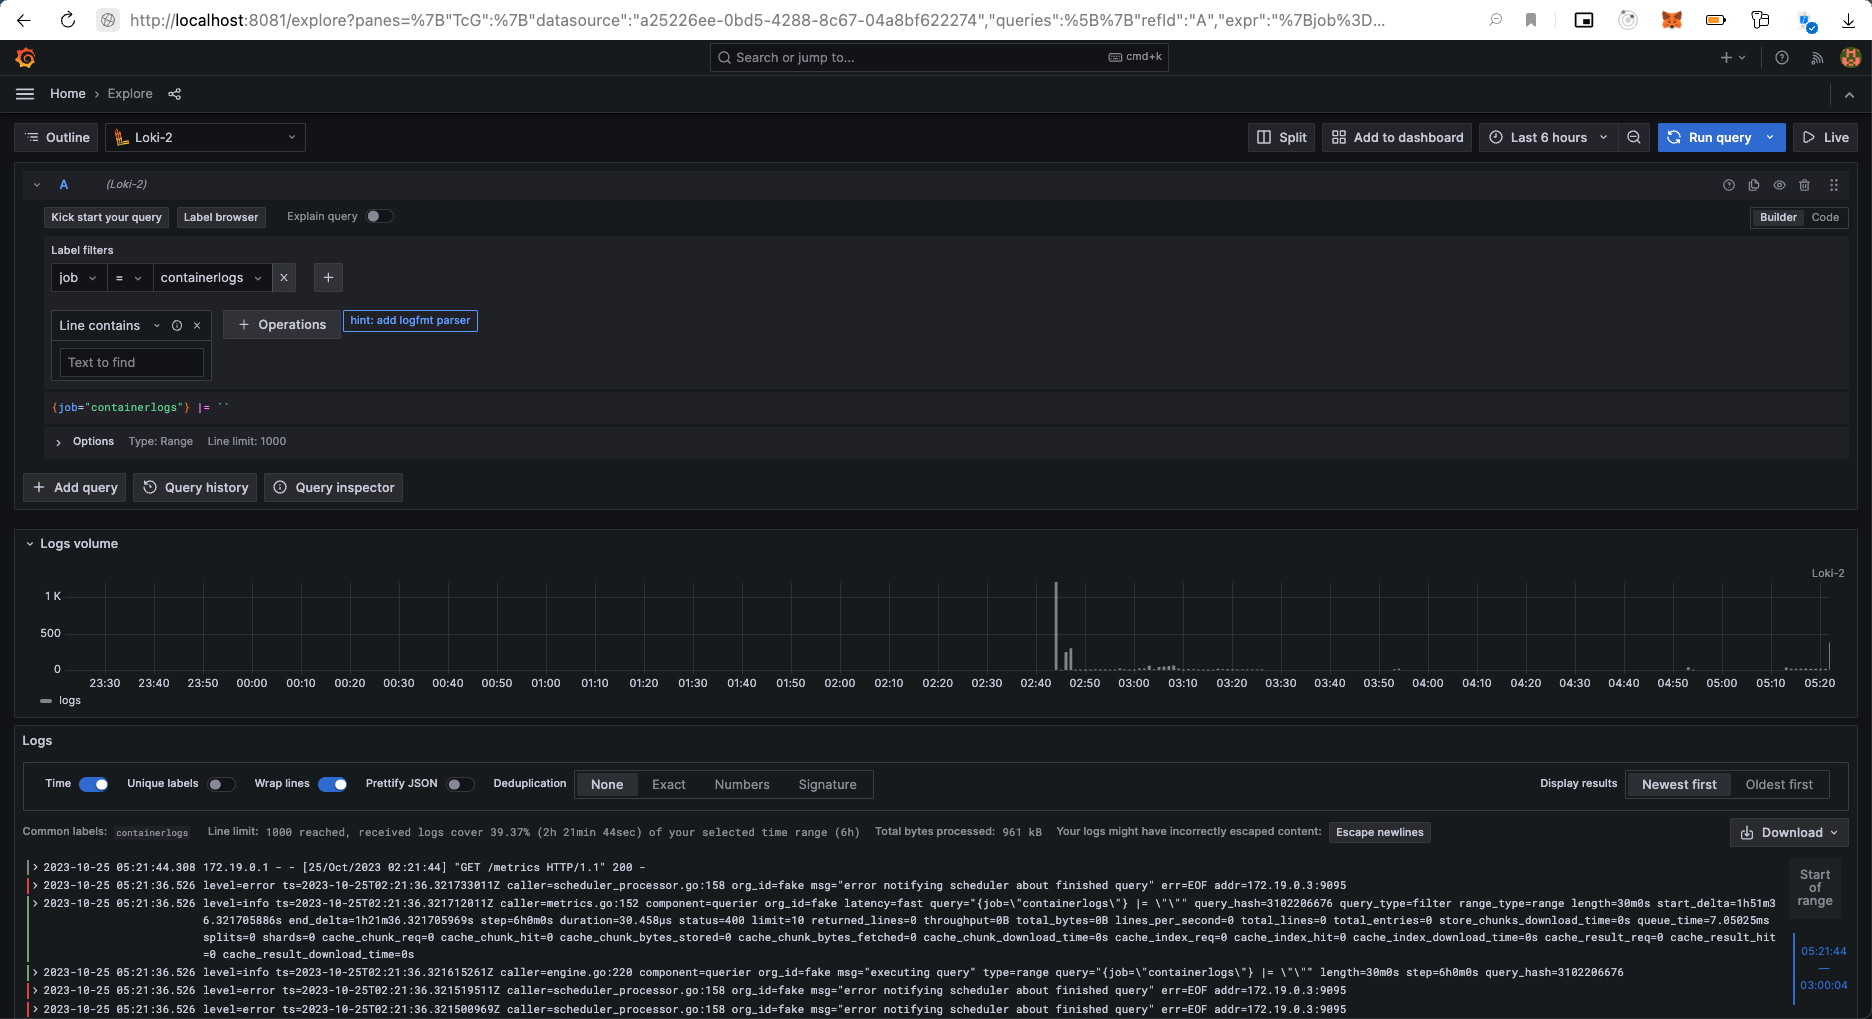 http://localhost:8081/explore?panes=%7B"TcG":%7B"datasource":"a25226ee-0bd5-4288-8c67-04a8bf622274","queries":%5B%7B"refId":"A","expr":"%7Bjob%3D...
Search or jump to... cmd+k
Home › Explore
Outline Loki-2 Split Add to dashboard Last 6 hours Run query Live
A (Loki-2)
Kick start your query Label browser Explain query Builder Code
Label filters
job = containerlogs × +
Line contains × + Operations hint: add logfmt parser
Text to find
{job="containerlogs"} |= ``
Options Type: Range Line limit: 1000
+ Add query Query history Query inspector
Logs volume
Loki-2
1 K
500
0
23:30 23:40 23:50 00:00 00:10 00:20 00:30 00:40 00:50 01:00 01:10 01:20 01:30 01:40 01:50 02:00 02:10 02:20 02:30 02:40 02:50 03:00 03:10 03:20 03:30 03:40 03:50 04:00 04:10 04:20 04:30 04:40 04:50 05:00 05:10 05:20
logs
Logs
Time Unique labels Wrap lines Prettify JSON Deduplication None Exact Numbers Signature Display results Newest first Oldest first
Common labels: containerlogs Line limit: 1000 reached, received logs cover 39.37% (2h 21min 44sec) of your selected time range (6h) Total bytes processed: 961 kB Your logs might have incorrectly escaped content: Escape newlines Download
2023-10-25 05:21:44.308 172.19.0.1 - - [25/Oct/2023 02:21:44] "GET /metrics HTTP/1.1" 200 -
2023-10-25 05:21:36.526 level=error ts=2023-10-25T02:21:36.321733011Z caller=scheduler_processor.go:158 org_id=fake msg="error notifying scheduler about finished query" err=EOF addr=172.19.0.3:9095
2023-10-25 05:21:36.526 level=info ts=2023-10-25T02:21:36.321712011Z caller=metrics.go:152 component=querier org_id=fake latency=fast query="{job=\"containerlogs\"} |= \"\"" query_hash=3102206676 query_type=filter range_type=range length=30m0s start_delta=1h51m3
6.321705886s end_delta=1h21m36.321705969s step=6h0m0s duration=30.458µs status=400 limit=10 returned_lines=0 throughput=0B total_bytes=0B lines_per_second=0 total_lines=0 total_entries=0 store_chunks_download_time=0s queue_time=7.05025ms
splits=0 shards=0 cache_chunk_req=0 cache_chunk_hit=0 cache_chunk_bytes_stored=0 cache_chunk_bytes_fetched=0 cache_chunk_download_time=0s cache_index_req=0 cache_index_hit=0 cache_index_download_time=0s cache_result_req=0 cache_result_hit
=0 cache_result_download_time=0s
2023-10-25 05:21:36.526 level=info ts=2023-10-25T02:21:36.321615261Z caller=engine.go:220 component=querier org_id=fake msg="executing query" type=range query="{job=\"containerlogs\"} |= \"\"" length=30m0s step=6h0m0s query_hash=3102206676
2023-10-25 05:21:36.526 level=error ts=2023-10-25T02:21:36.321519511Z caller=scheduler_processor.go:158 org_id=fake msg="error notifying scheduler about finished query" err=EOF addr=172.19.0.3:9095
2023-10-25 05:21:36.526 level=error ts=2023-10-25T02:21:36.321500969Z caller=scheduler_processor.go:158 org_id=fake msg="error notifying scheduler about finished query" err=EOF addr=172.19.0.3:9095
Start
of
range
05:21:44
—
03:00:04